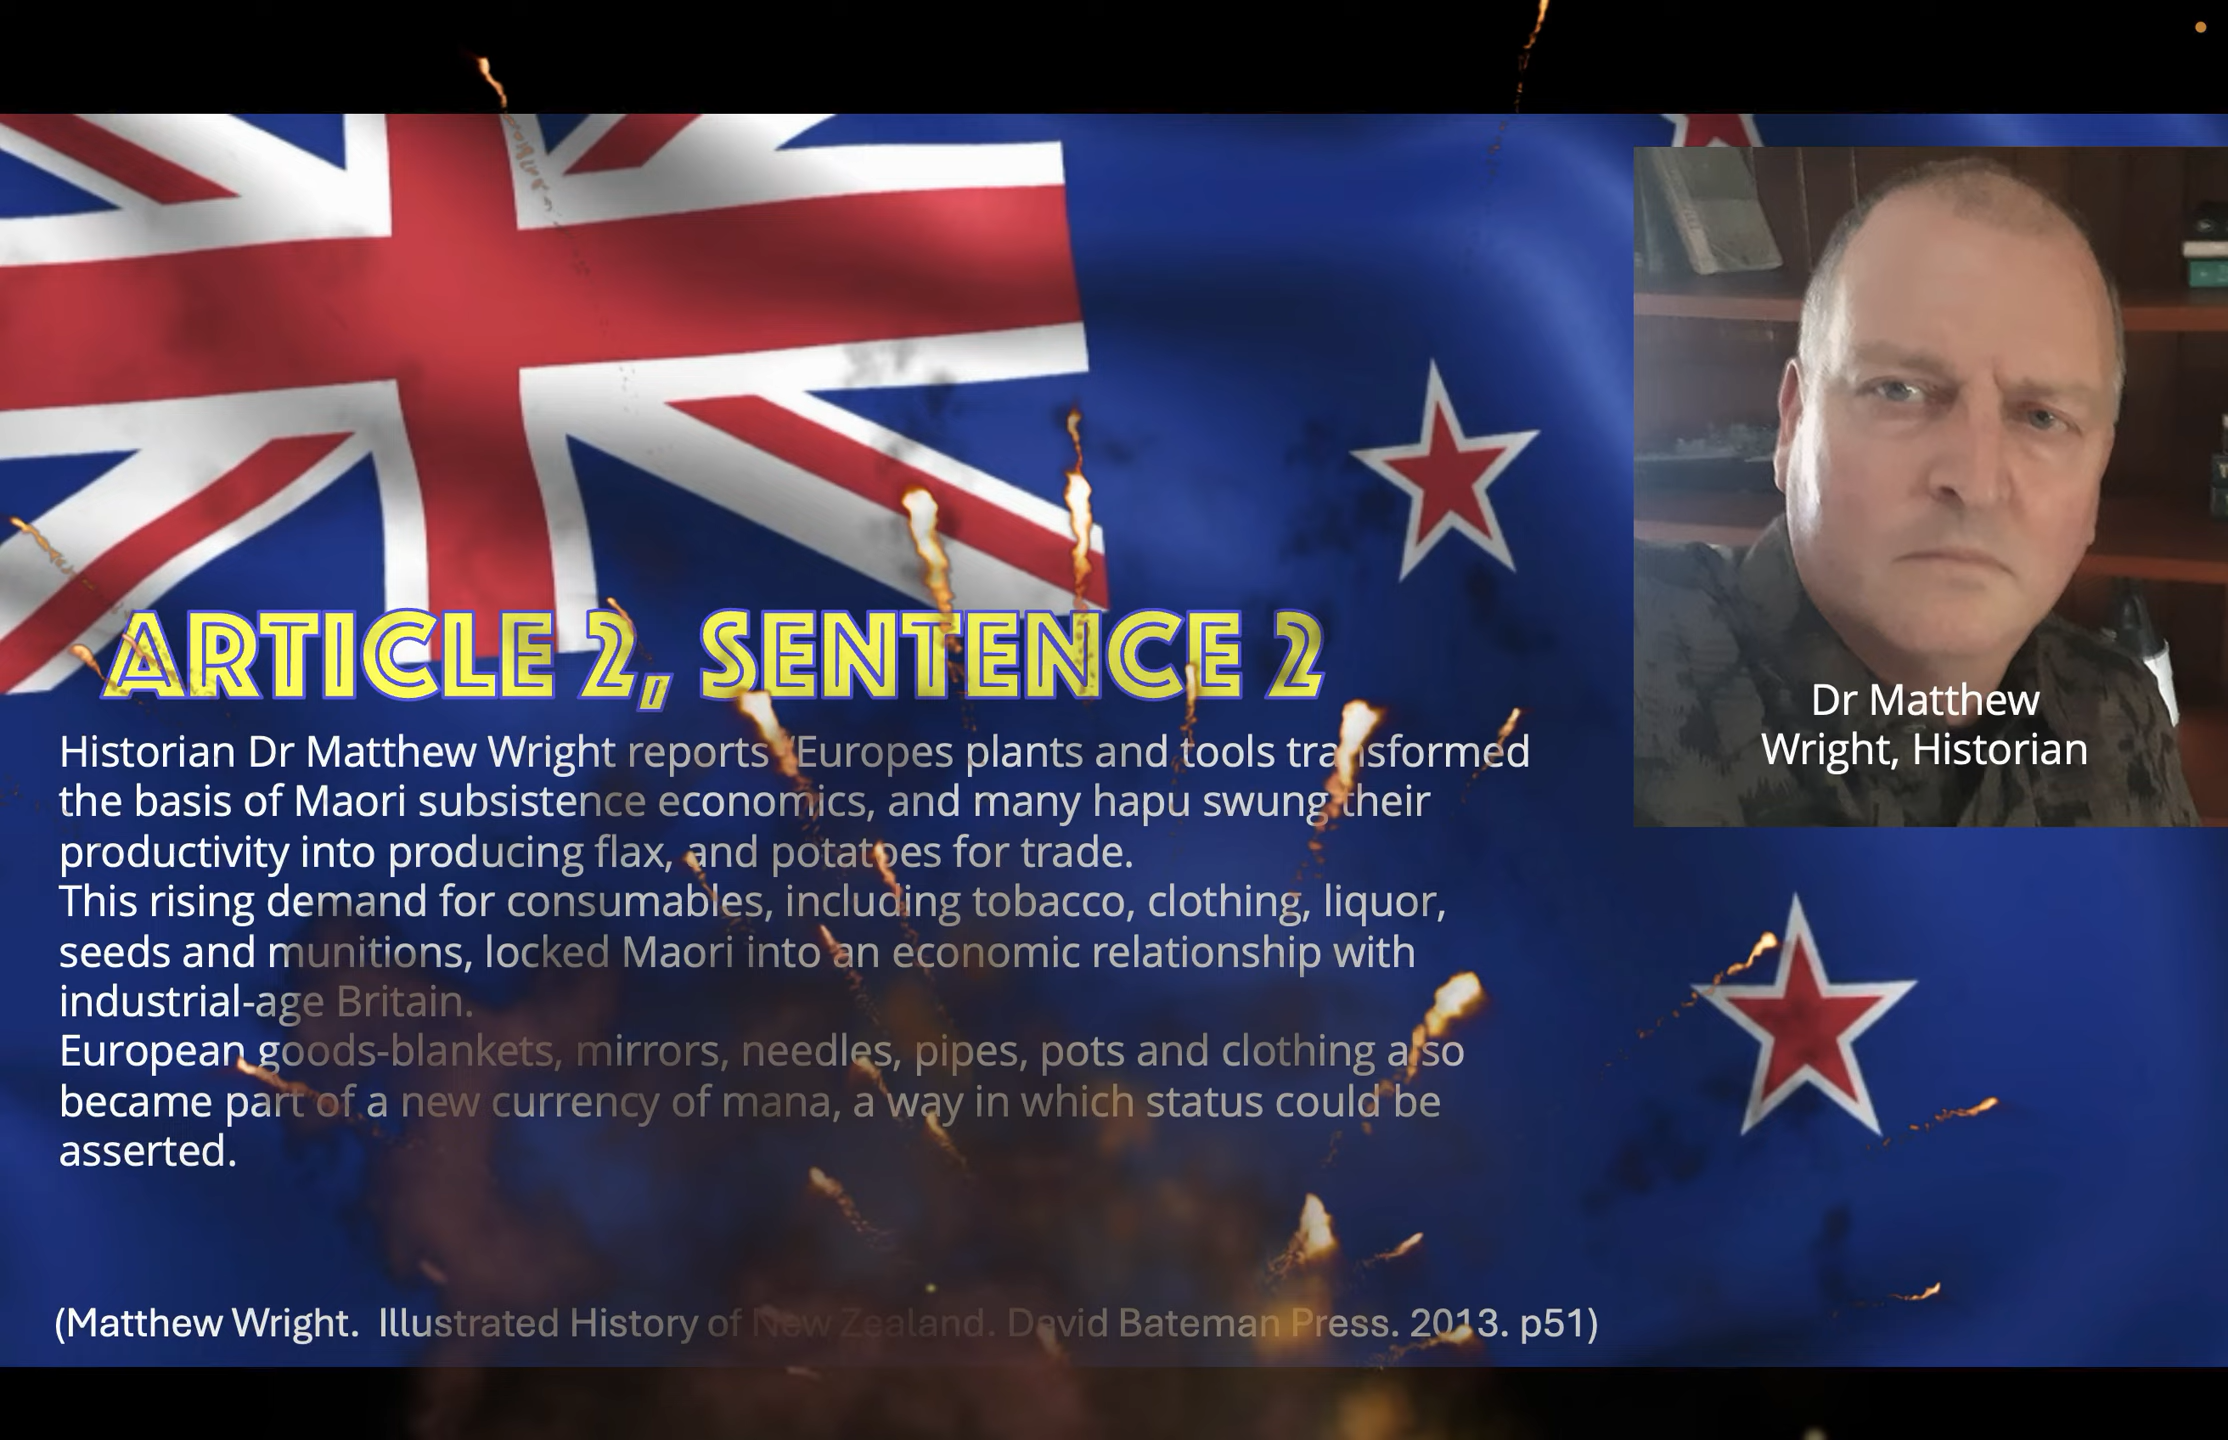 ARTICLE 2, SENTENCE 2
Historian Dr Matthew Wright reports "Europes plants and tools transformed
the basis of Maori subsistence economics, and many hapu swung their
productivity into producing flax, and potatoes for trade.
This rising demand for consumables, including tobacco, clothing, liquor,
seeds and munitions, locked Maori into an economic relationship with
industrial-age Britain.
European goods-blankets, mirrors, needles, pipes, pots and clothing also
became part of a new currency of mana, a way in which status could be
asserted.
(Matthew Wright.  Illustrated History of New Zealand. David Bateman Press. 2013. p51)
Dr Matthew
Wright, Historian